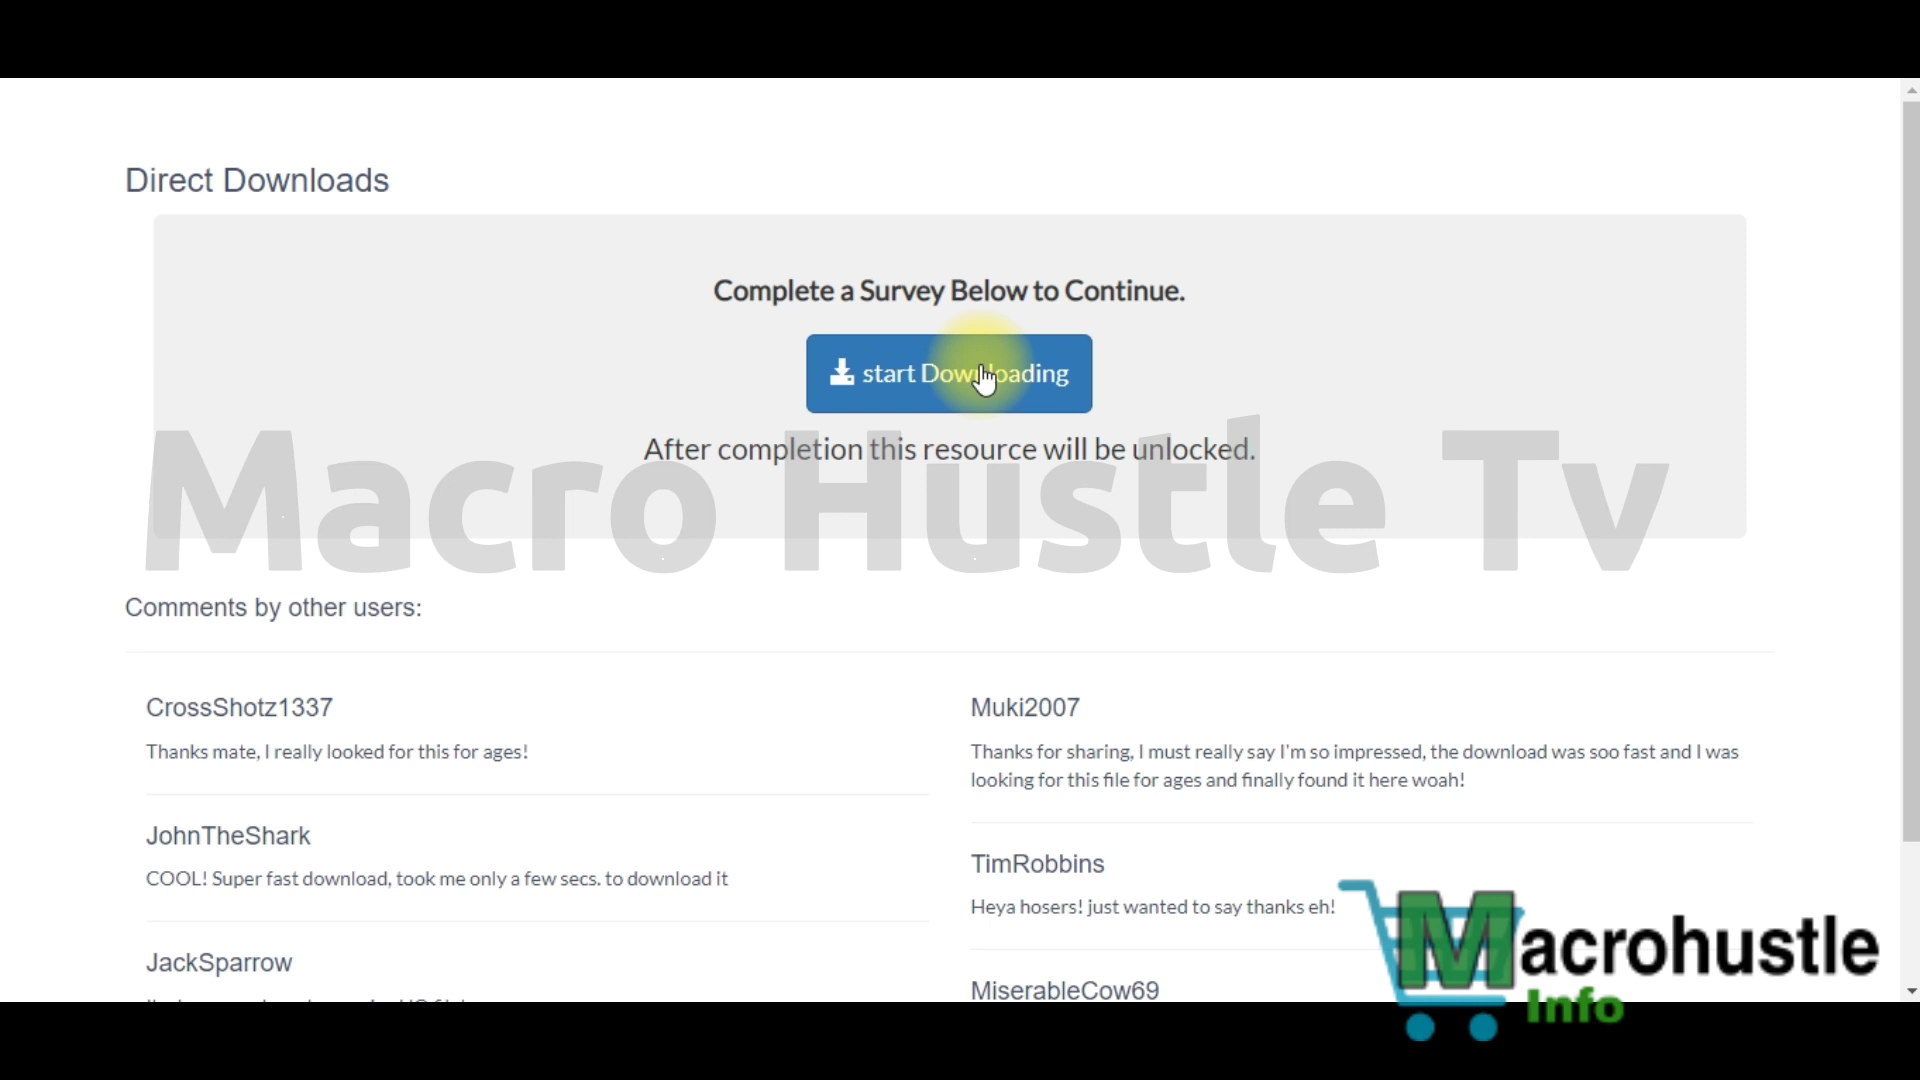 Direct Downloads
Complete a Survey Below to Continue.
start Downloading
After completion this resource will be unlocked.
Macro Hustle Tv
Comments by other users:
CrossShotz1337
Thanks mate, I really looked for this for ages!
JohnTheShark
COOL! Super fast download, took me only a few secs. to download it
JackSparrow
Muki2007
Thanks for sharing, I must really say I'm so impressed, the download was soo fast and I was
looking for this file for ages and finally found it here woah!
TimRobbins
Heya hosers! just wanted to say thanks eh!
MiserableCow69
Macrohustle
Info